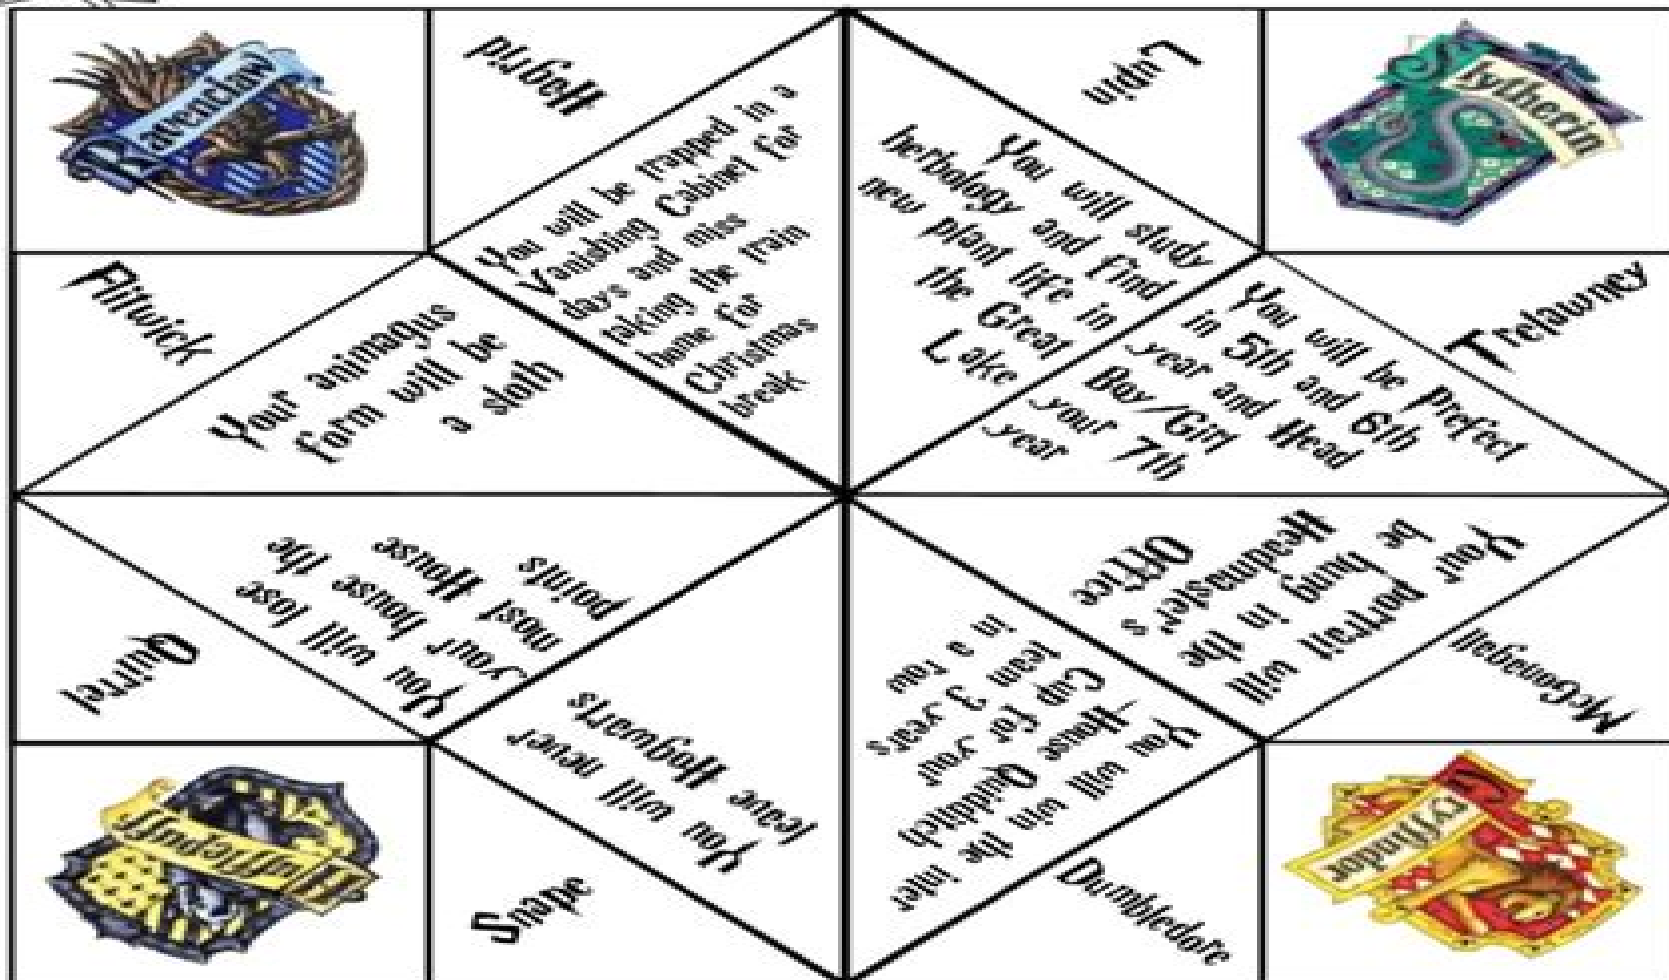 Ravenclaw
Hagrid
Lupin
Slytherin
Flitwick
Your animagus
form will be
a sloth
You will be trapped in a
Vanishing Cabinet for
days and miss
taking the train
home for
Christmas
break
You will study
herbology and find
new plant life in
the Great
Lake
You will be Prefect
in 5th and 6th
year and Head
Boy/Girl
your 7th
year
Trelawney
Quirrel
You will lose
your house the
most House
points
You will never
leave Hogwarts
You will win the inter
House Quidditch
Cup for your
team 3 years
in a row
Your portrait will
be hung in the
Headmaster's
Office
McGonagall
Hufflepuff
Snape
Dumbledore
Gryffindor